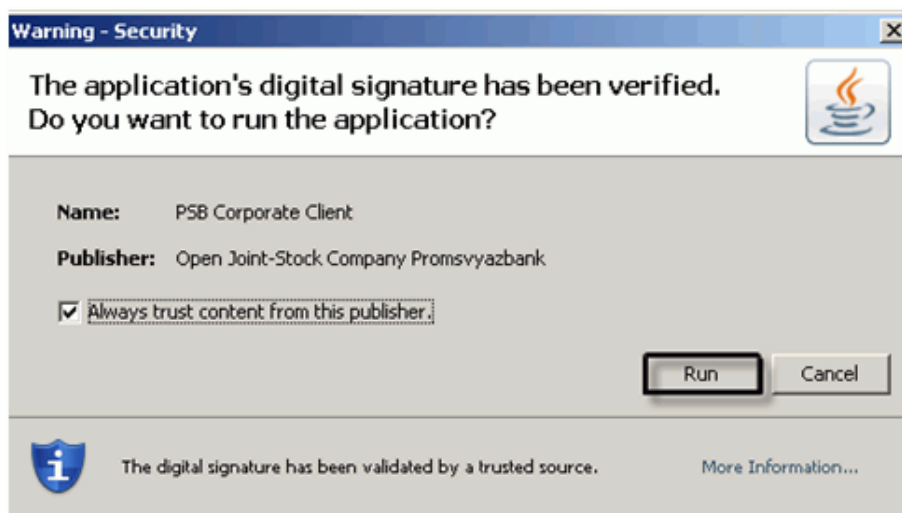 Warning - Security
The application's digital signature has been verified.
Do you want to run the application?
Name: PSB Corporate Client
Publisher: Open Joint-Stock Company Promsvyazbank
Always trust content from this publisher.
Run Cancel
The digital signature has been validated by a trusted source. More Information...